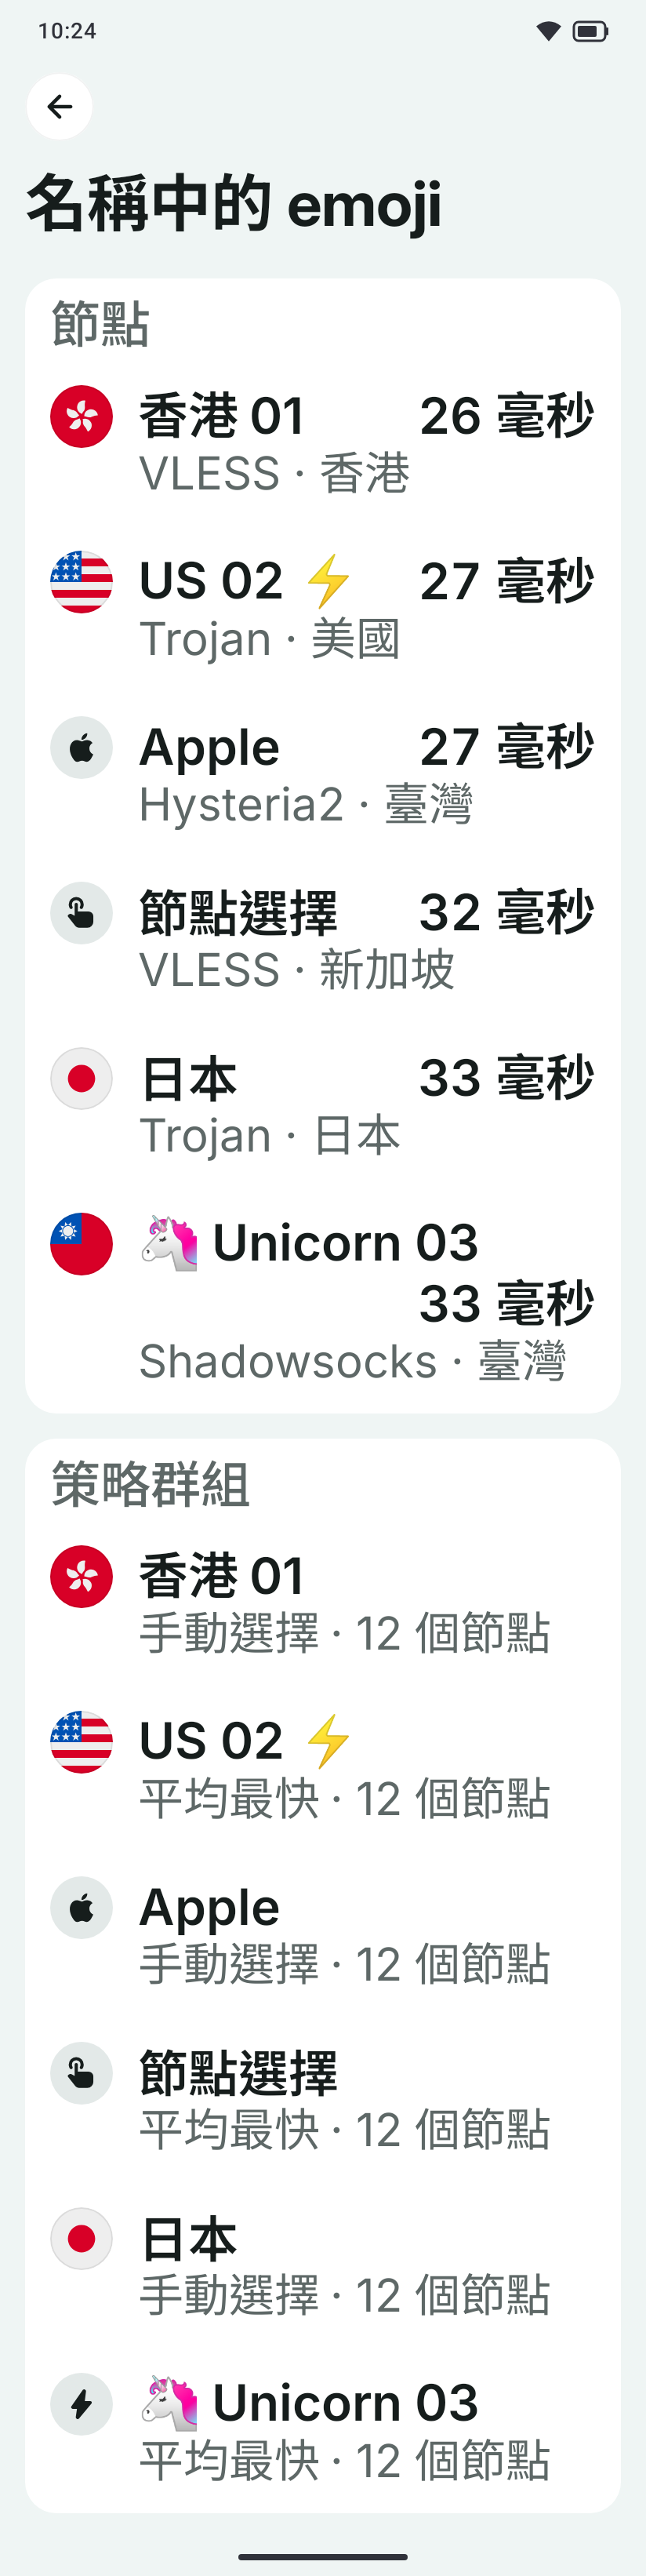 10:24
名稱中的 emoji
節點
香港 01 26 毫秒
VLESS · 香港
US 02 ⚡ 27 毫秒
Trojan · 美國
Apple 27 毫秒
Hysteria2 · 臺灣
節點選擇 32 毫秒
VLESS · 新加坡
日本 33 毫秒
Trojan · 日本
🦄 Unicorn 03
33 毫秒
Shadowsocks · 臺灣
策略群組
香港 01
手動選擇 · 12 個節點
US 02 ⚡
平均最快 · 12 個節點
Apple
手動選擇 · 12 個節點
節點選擇
平均最快 · 12 個節點
日本
手動選擇 · 12 個節點
🦄 Unicorn 03
平均最快 · 12 個節點